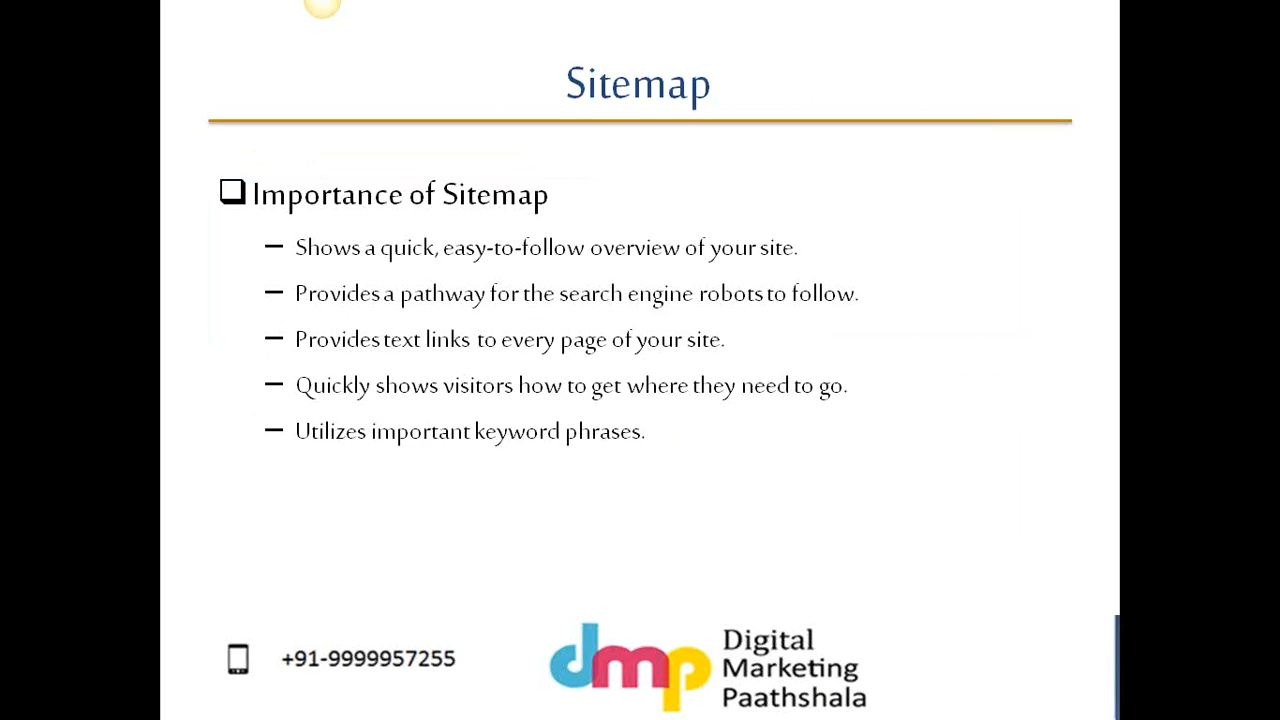 Sitemap
Importance of Sitemap
– Shows a quick, easy-to-follow overview of your site.
– Provides a pathway for the search engine robots to follow.
– Provides text links to every page of your site.
– Quickly shows visitors how to get where they need to go.
– Utilizes important keyword phrases.
+91-9999957255
dmp
Digital
Marketing
Paathshala